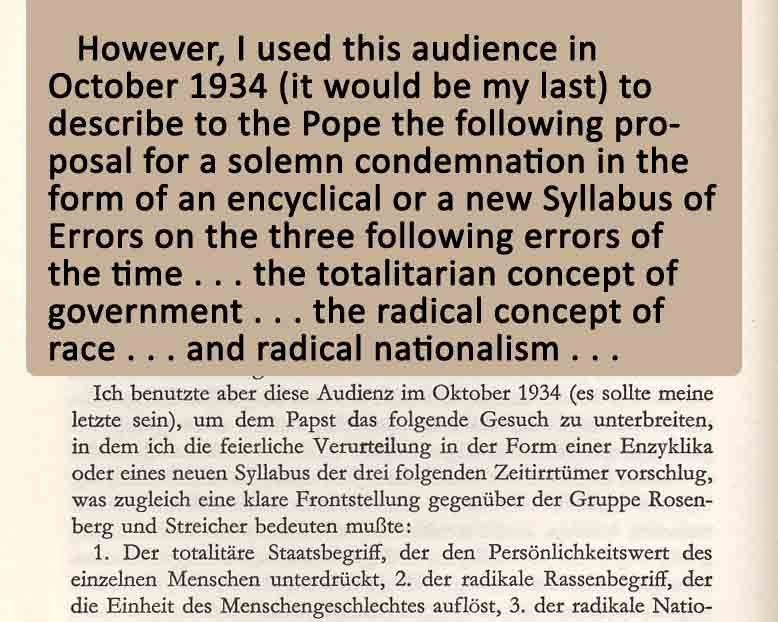 However, I used this audience in
October 1934 (it would be my last) to
describe to the Pope the following pro-
posal for a solemn condemnation in the
form of an encyclical or a new Syllabus of
Errors on the three following errors of
the time . . . the totalitarian concept of
government . . . the radical concept of
race . . . and radical nationalism . . .
Ich benutzte aber diese Audienz im Oktober 1934 (es sollte meine
letzte sein), um dem Papst das folgende Gesuch zu unterbreiten,
in dem ich die feierliche Verurteilung in der Form einer Enzyklika
oder eines neuen Syllabus der drei folgenden Zeitirrtümer vorschlug,
was zugleich eine klare Frontstellung gegenüber der Gruppe Rosen-
berg und Streicher bedeuten mußte:
1. Der totalitäre Staatsbegriff, der den Persönlichkeitswert des
einzelnen Menschen unterdrückt, 2. der radikale Rassenbegriff, der
die Einheit des Menschengeschlechtes auflöst, 3. der radikale Natio-